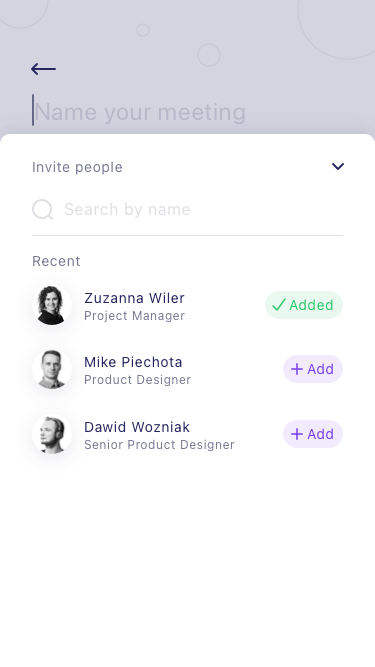 Name your meeting
Invite people
Search by name
Recent
Zuzanna Wiler
Project Manager
Added
Mike Piechota
Product Designer
Add
Dawid Wozniak
Senior Product Designer
Add